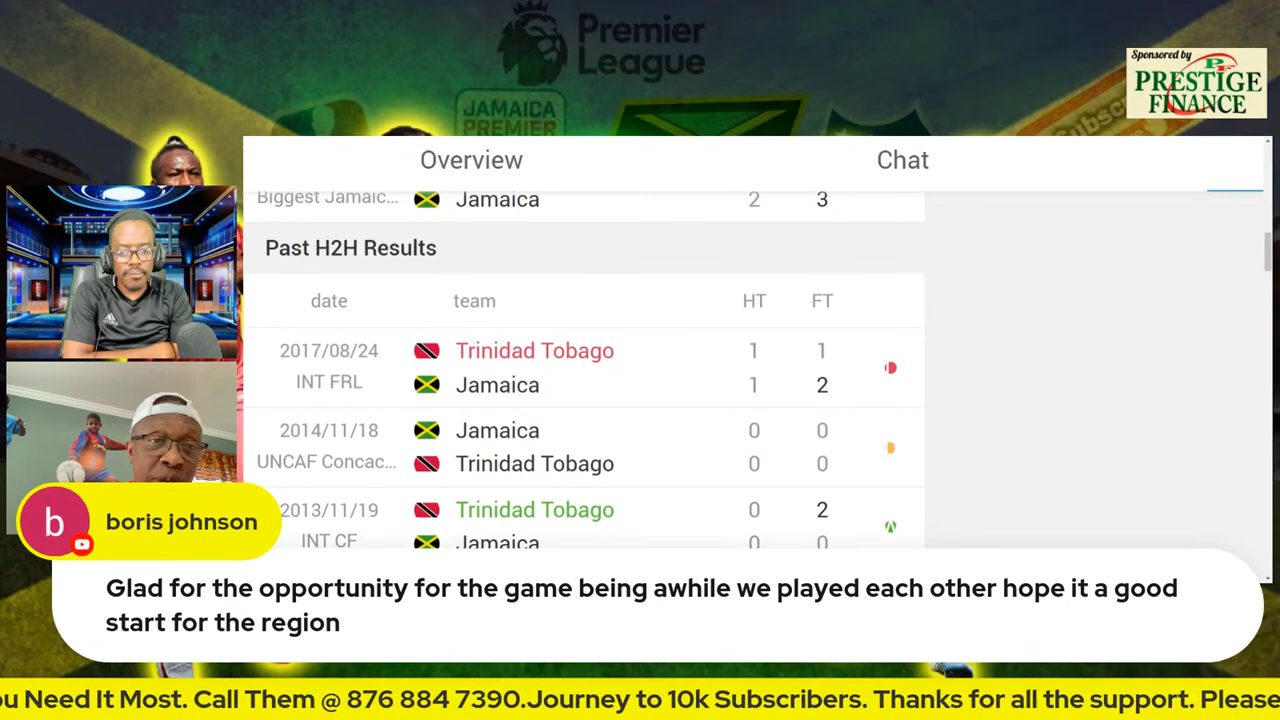 Premier
League
Sponsored by
PF
PRESTIGE
FINANCE
JAMAICA
PREMIER
Subsc
Overview
Chat
Biggest Jamaic... Jamaica 2 3
Past H2H Results
date team HT FT
2017/08/24 Trinidad Tobago 1 1
INT FRL Jamaica 1 2
2014/11/18 Jamaica 0 0
UNCAF Concac... Trinidad Tobago 0 0
2013/11/19 Trinidad Tobago 0 2
INT CF Jamaica 0 0
b boris johnson
Glad for the opportunity for the game being awhile we played each other hope it a good
start for the region
ou Need It Most. Call Them @ 876 884 7390.Journey to 10k Subscribers. Thanks for all the support. Please